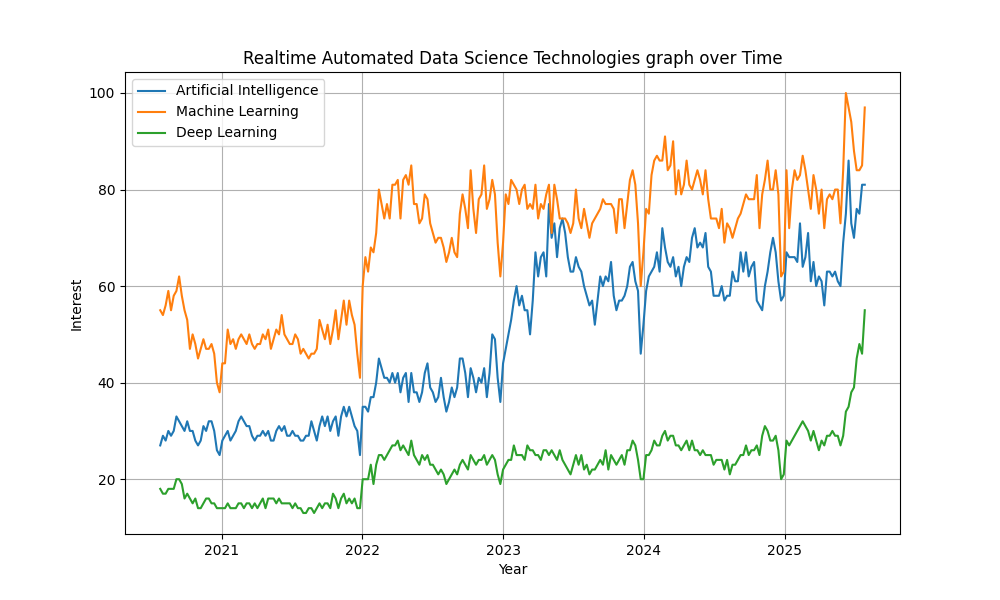 Realtime Automated Data Science Technologies graph over Time
Artificial Intelligence
Machine Learning
Deep Learning
100
80
60
40
20
Interest
2021 2022 2023 2024 2025
Year